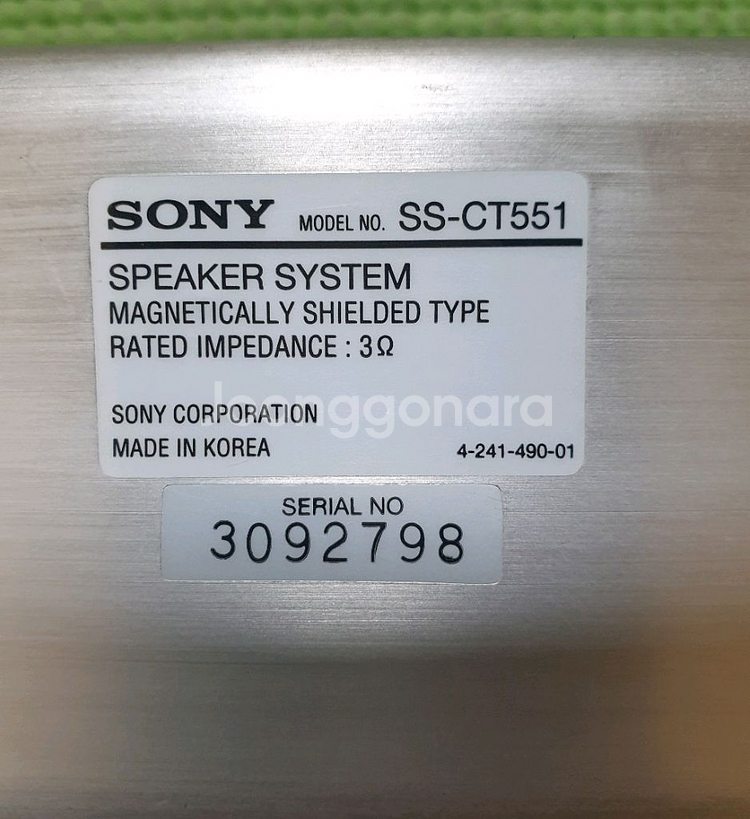 SONY MODEL NO. SS-CT551
SPEAKER SYSTEM
MAGNETICALLY SHIELDED TYPE
RATED IMPEDANCE : 3Ω
Joonggonara
SONY CORPORATION
MADE IN KOREA 4-241-490-01
SERIAL NO
3092798